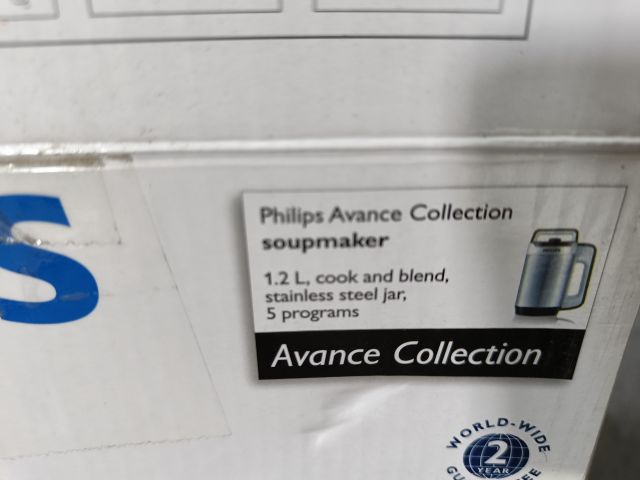 S
Philips Avance Collection
soupmaker
1.2 L, cook and blend,
stainless steel jar,
5 programs
Avance Collection
WORLD-WIDE
2
YEAR